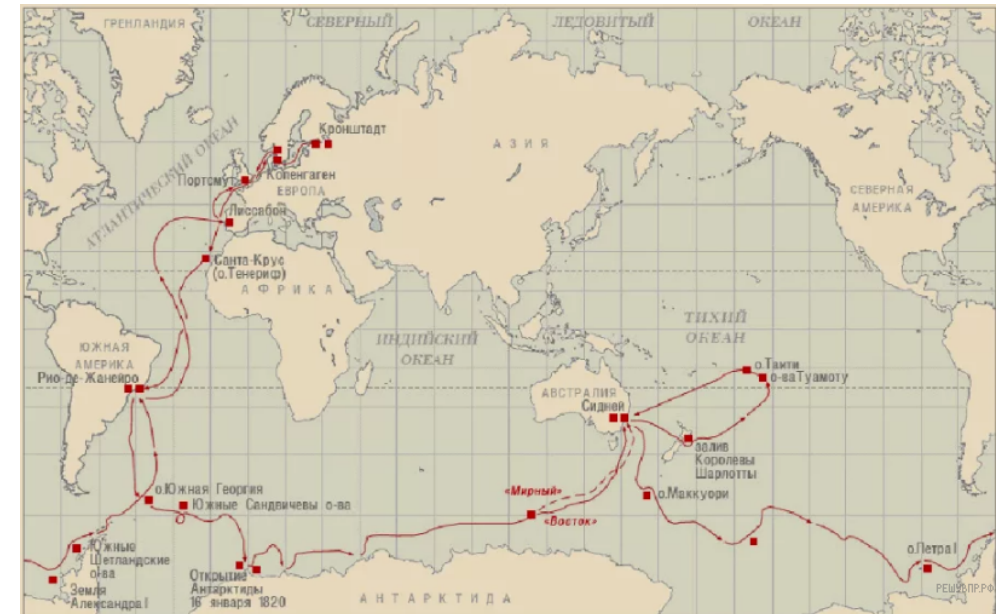 ГРЕНЛАНДИЯ
СЕВЕРНЫЙ
ЛЕДОВИТЫЙ
ОКЕАН
АТЛАНТИЧЕСКИЙ ОКЕАН
Кронштадт
АЗИЯ
Копенгаген
Портсмут
ЕВРОПА
СЕВЕРНАЯ
АМЕРИКА
Лиссабон
Санта-Крус
(о.Тенериф)
АФРИКА
ИНДИЙСКИЙ
ОКЕАН
ТИХИЙ
ОКЕАН
ЮЖНАЯ
АМЕРИКА
Рио-де-Жанейро
о.Таити
о-ва Туамоту
АВСТРАЛИЯ
Сидней
залив
Королевы
Шарлотты
о.Южная Георгия
Южные Сандвичевы о-ва
«Мирный»
«Восток»
о.Маккуори
Южные
Шетландские
о-ва
Земля
Александра I
Открытие
Антарктиды
16 января 1820
АНТАРКТИДА
о.Петра I
РЕШУВПР.РФ